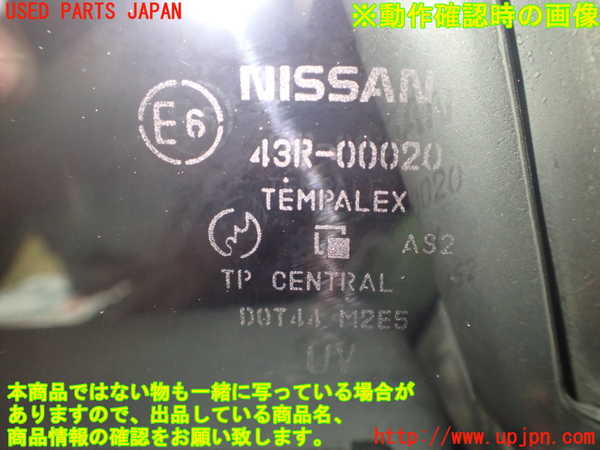 USED PARTS JAPAN
※動作確認時の画像
NISSAN
E6
43R-00020
TEMPALEX
AS2
TP CENTRAL
DOT44 M2E5
UV
本商品ではない物も一緒に写っている場合が
ありますので、出品している商品名、
商品情報の確認をお願い致します。
http://www.upjpn.com